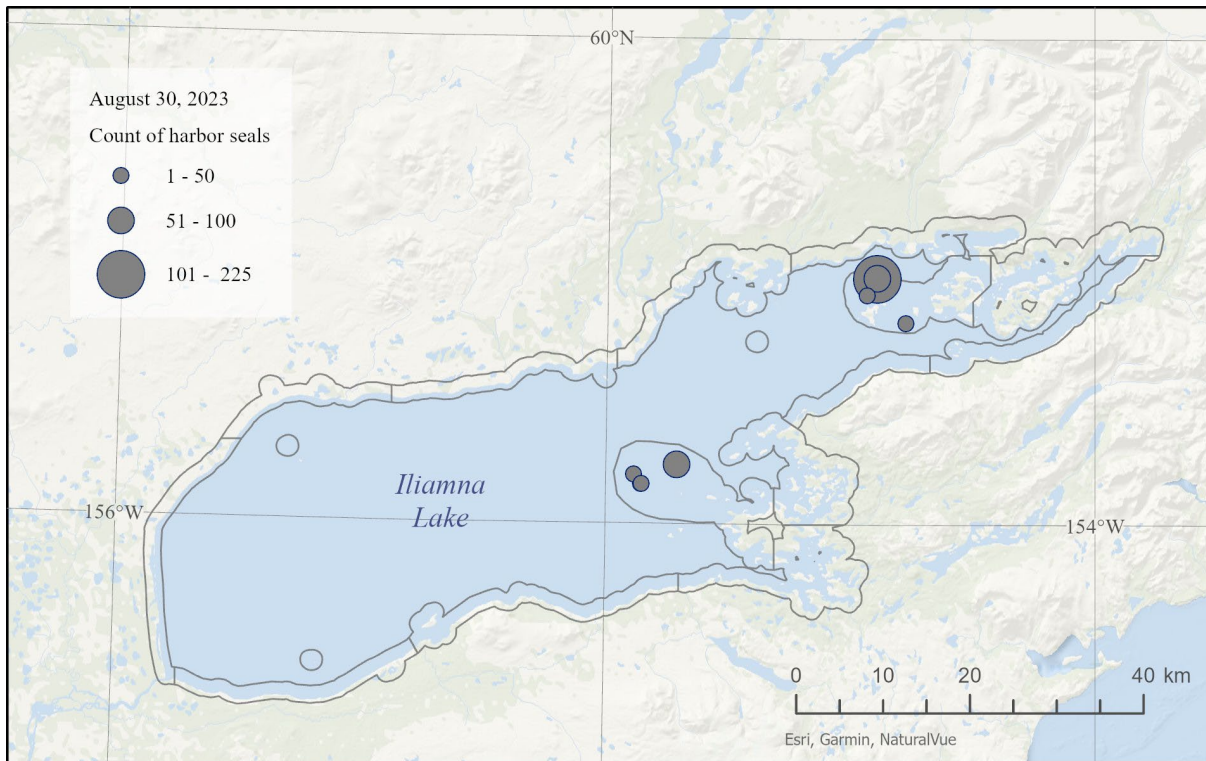 60°N
August 30, 2023
Count of harbor seals
1 - 50
51 - 100
101 - 225
Iliamna
Lake
156°W
154°W
0 10 20 40 km
Esri, Garmin, NaturalVue